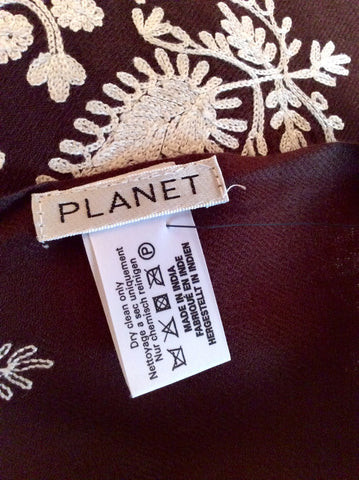 PLANET
Dry clean only
Nettoyage a sec uniquement
Nur chemisch reinigen
P
MADE IN INDIA
FABRIQUE EN INDE
HERGESTELLT IN INDIEN